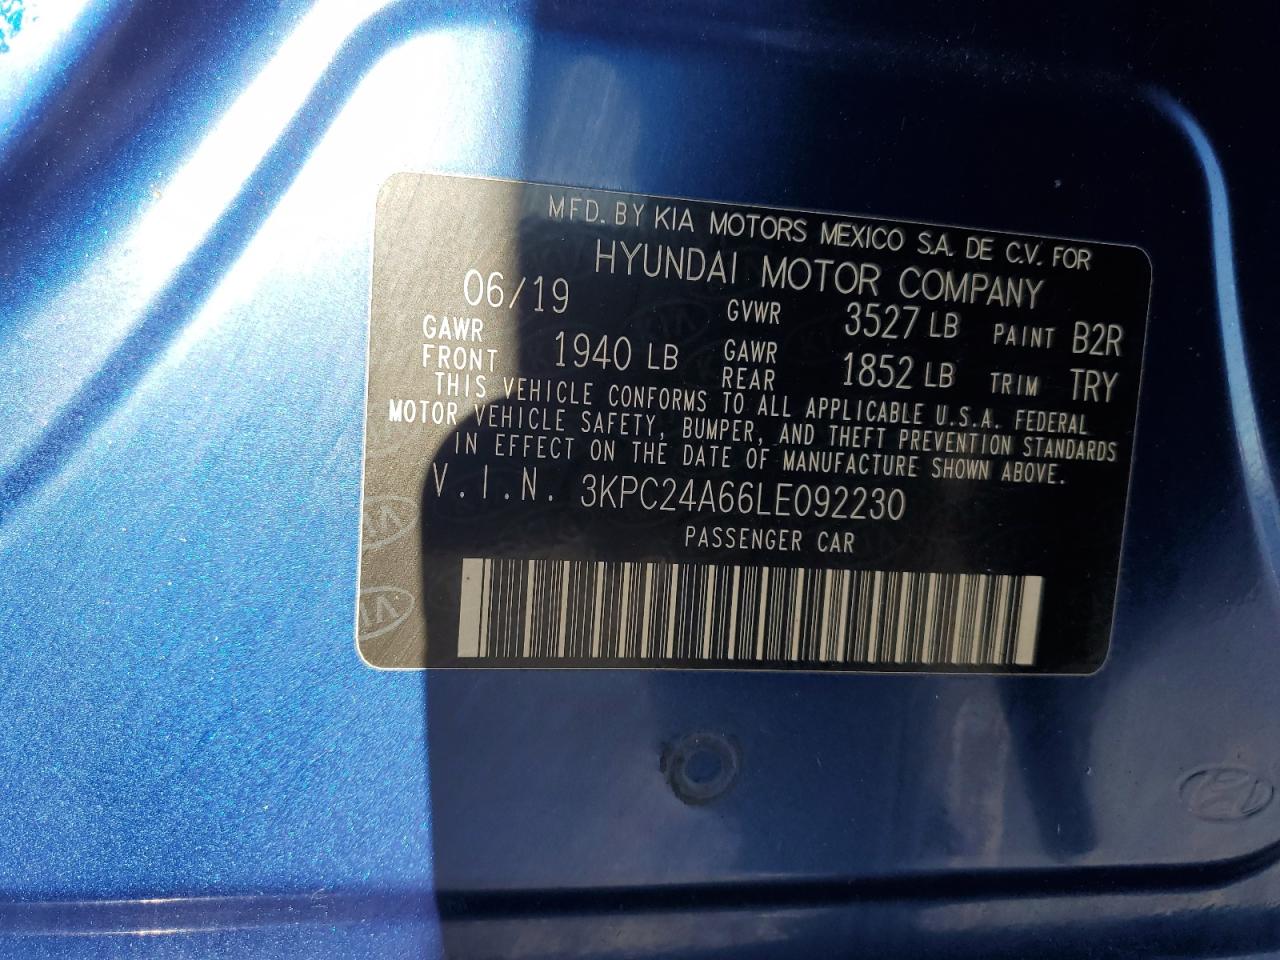 MFD. BY KIA MOTORS MEXICO S.A. DE C.V. FOR
HYUNDAI MOTOR COMPANY
06/19 GVWR 3527 LB PAINT B2R
GAWR FRONT 1940 LB GAWR REAR 1852 LB TRIM TRY
THIS VEHICLE CONFORMS TO ALL APPLICABLE U.S.A. FEDERAL
MOTOR VEHICLE SAFETY, BUMPER, AND THEFT PREVENTION STANDARDS
IN EFFECT ON THE DATE OF MANUFACTURE SHOWN ABOVE.
V.I.N. 3KPC24A66LE092230
PASSENGER CAR
KIA
KIA